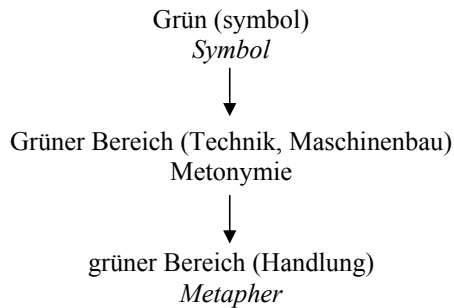 Grün (symbol)
Symbol
Grüner Bereich (Technik, Maschinenbau)
Metonymie
grüner Bereich (Handlung)
Metapher